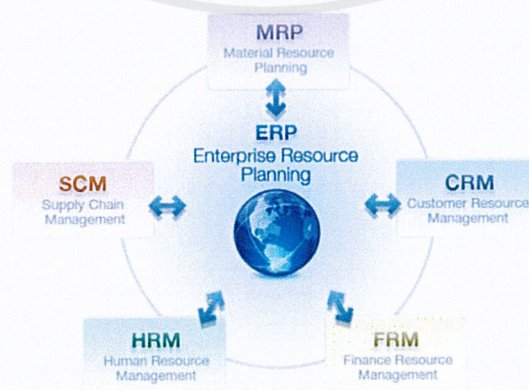 MRP
Material Resource
Planning
ERP
Enterprise Resource
Planning
SCM
Supply Chain
Management
CRM
Customer Resource
Management
HRM
Human Resource
Management
FRM
Finance Resource
Management